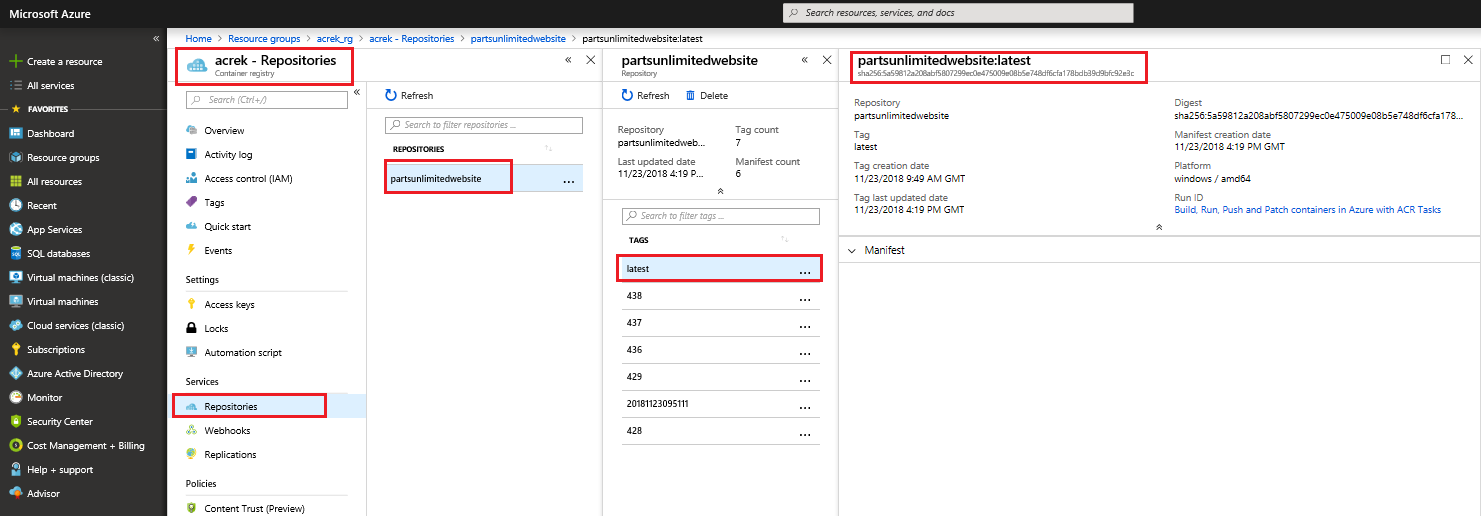 Microsoft Azure
Search resources, services, and docs
«
Create a resource
All services
FAVORITES
Dashboard
Resource groups
All resources
Recent
App Services
SQL databases
Virtual machines (classic)
Virtual machines
Cloud services (classic)
Subscriptions
Azure Active Directory
Monitor
Security Center
Cost Management + Billing
Help + support
Advisor
Home > Resource groups > acrek_rg > acrek - Repositories > partsunlimitedwebsite > partsunlimitedwebsite:latest
acrek - Repositories
Container registry
Search (Ctrl+/)
Overview
Activity log
Access control (IAM)
Tags
Quick start
Events
Settings
Access keys
Locks
Automation script
Services
Repositories
Webhooks
Replications
Policies
Content Trust (Preview)
Refresh
Search to filter repositories ...
REPOSITORIES
partsunlimitedwebsite ...
partsunlimitedwebsite
Repository
Refresh Delete
Repository
partsunlimitedweb...
Tag count
7
Last updated date
11/23/2018 4:19 P...
Manifest count
6
Search to filter tags ...
TAGS
latest ...
438 ...
437 ...
436 ...
429 ...
20181123095111 ...
428 ...
partsunlimitedwebsite:latest
sha256:5a59812a208abf5807299ec0e475009e08b5e748df6cfa178bdb39d9bfc92e3c
Repository
partsunlimitedwebsite
Tag
latest
Tag creation date
11/23/2018 9:49 AM GMT
Tag last updated date
11/23/2018 4:19 PM GMT
Digest
sha256:5a59812a208abf5807299ec0e475009e08b5e748df6cfa178...
Manifest creation date
11/23/2018 4:19 PM GMT
Platform
windows / amd64
Run ID
Build, Run, Push and Patch containers in Azure with ACR Tasks
Manifest